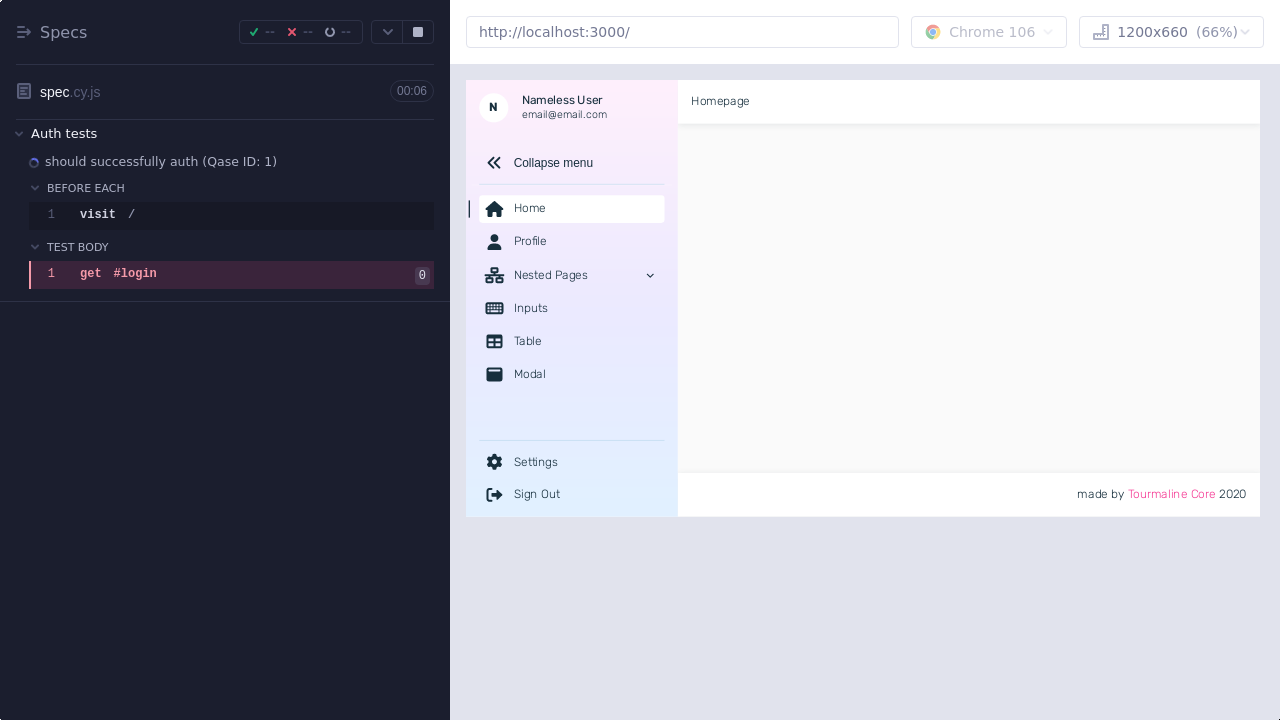 Specs
-- -- --
spec.cy.js
00:06
Auth tests
should successfully auth (Qase ID: 1)
BEFORE EACH
1 visit /
TEST BODY
1 get #login 0
http://localhost:3000/
Chrome 106
1200x660 (66%)
N
Nameless User
email@email.com
Collapse menu
Home
Profile
Nested Pages
Inputs
Table
Modal
Settings
Sign Out
Homepage
made by Tourmaline Core 2020